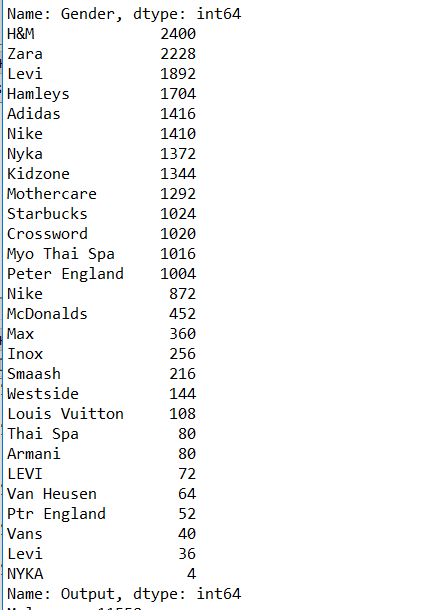 Name: Gender, dtype: int64
H&M 2400
Zara 2228
Levi 1892
Hamleys 1704
Adidas 1416
Nike 1410
Nyka 1372
Kidzone 1344
Mothercare 1292
Starbucks 1024
Crossword 1020
Myo Thai Spa 1016
Peter England 1004
Nike 872
McDonalds 452
Max 360
Inox 256
Smaash 216
Westside 144
Louis Vuitton 108
Thai Spa 80
Armani 80
LEVI 72
Van Heusen 64
Ptr England 52
Vans 40
Levi 36
NYKA 4
Name: Output, dtype: int64